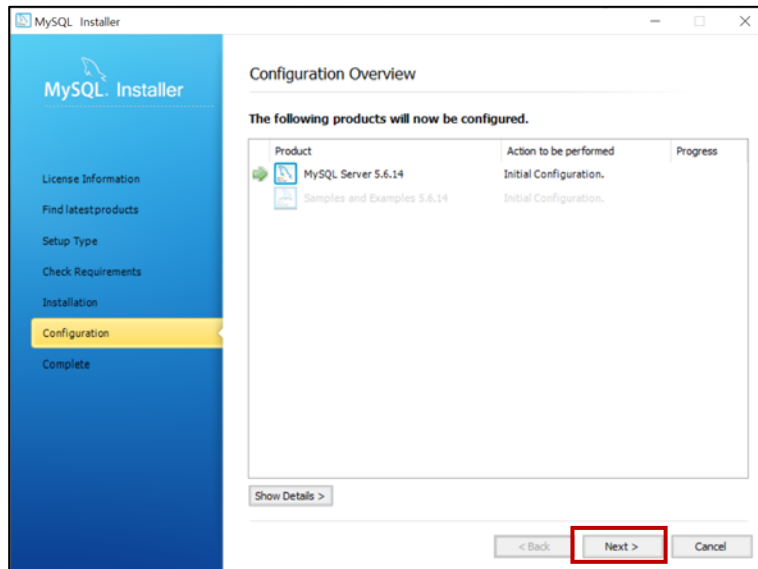 MySQL Installer
MySQL. Installer
License Information
Find latestproducts
Setup Type
Check Requirements
Installation
Configuration
Complete
Configuration Overview
The following products will now be configured.
Product Action to be performed Progress
MySQL Server 5.6.14 Initial Configuration.
Samples and Examples 5.6.14 Initial Configuration.
Show Details >
< Back Next > Cancel